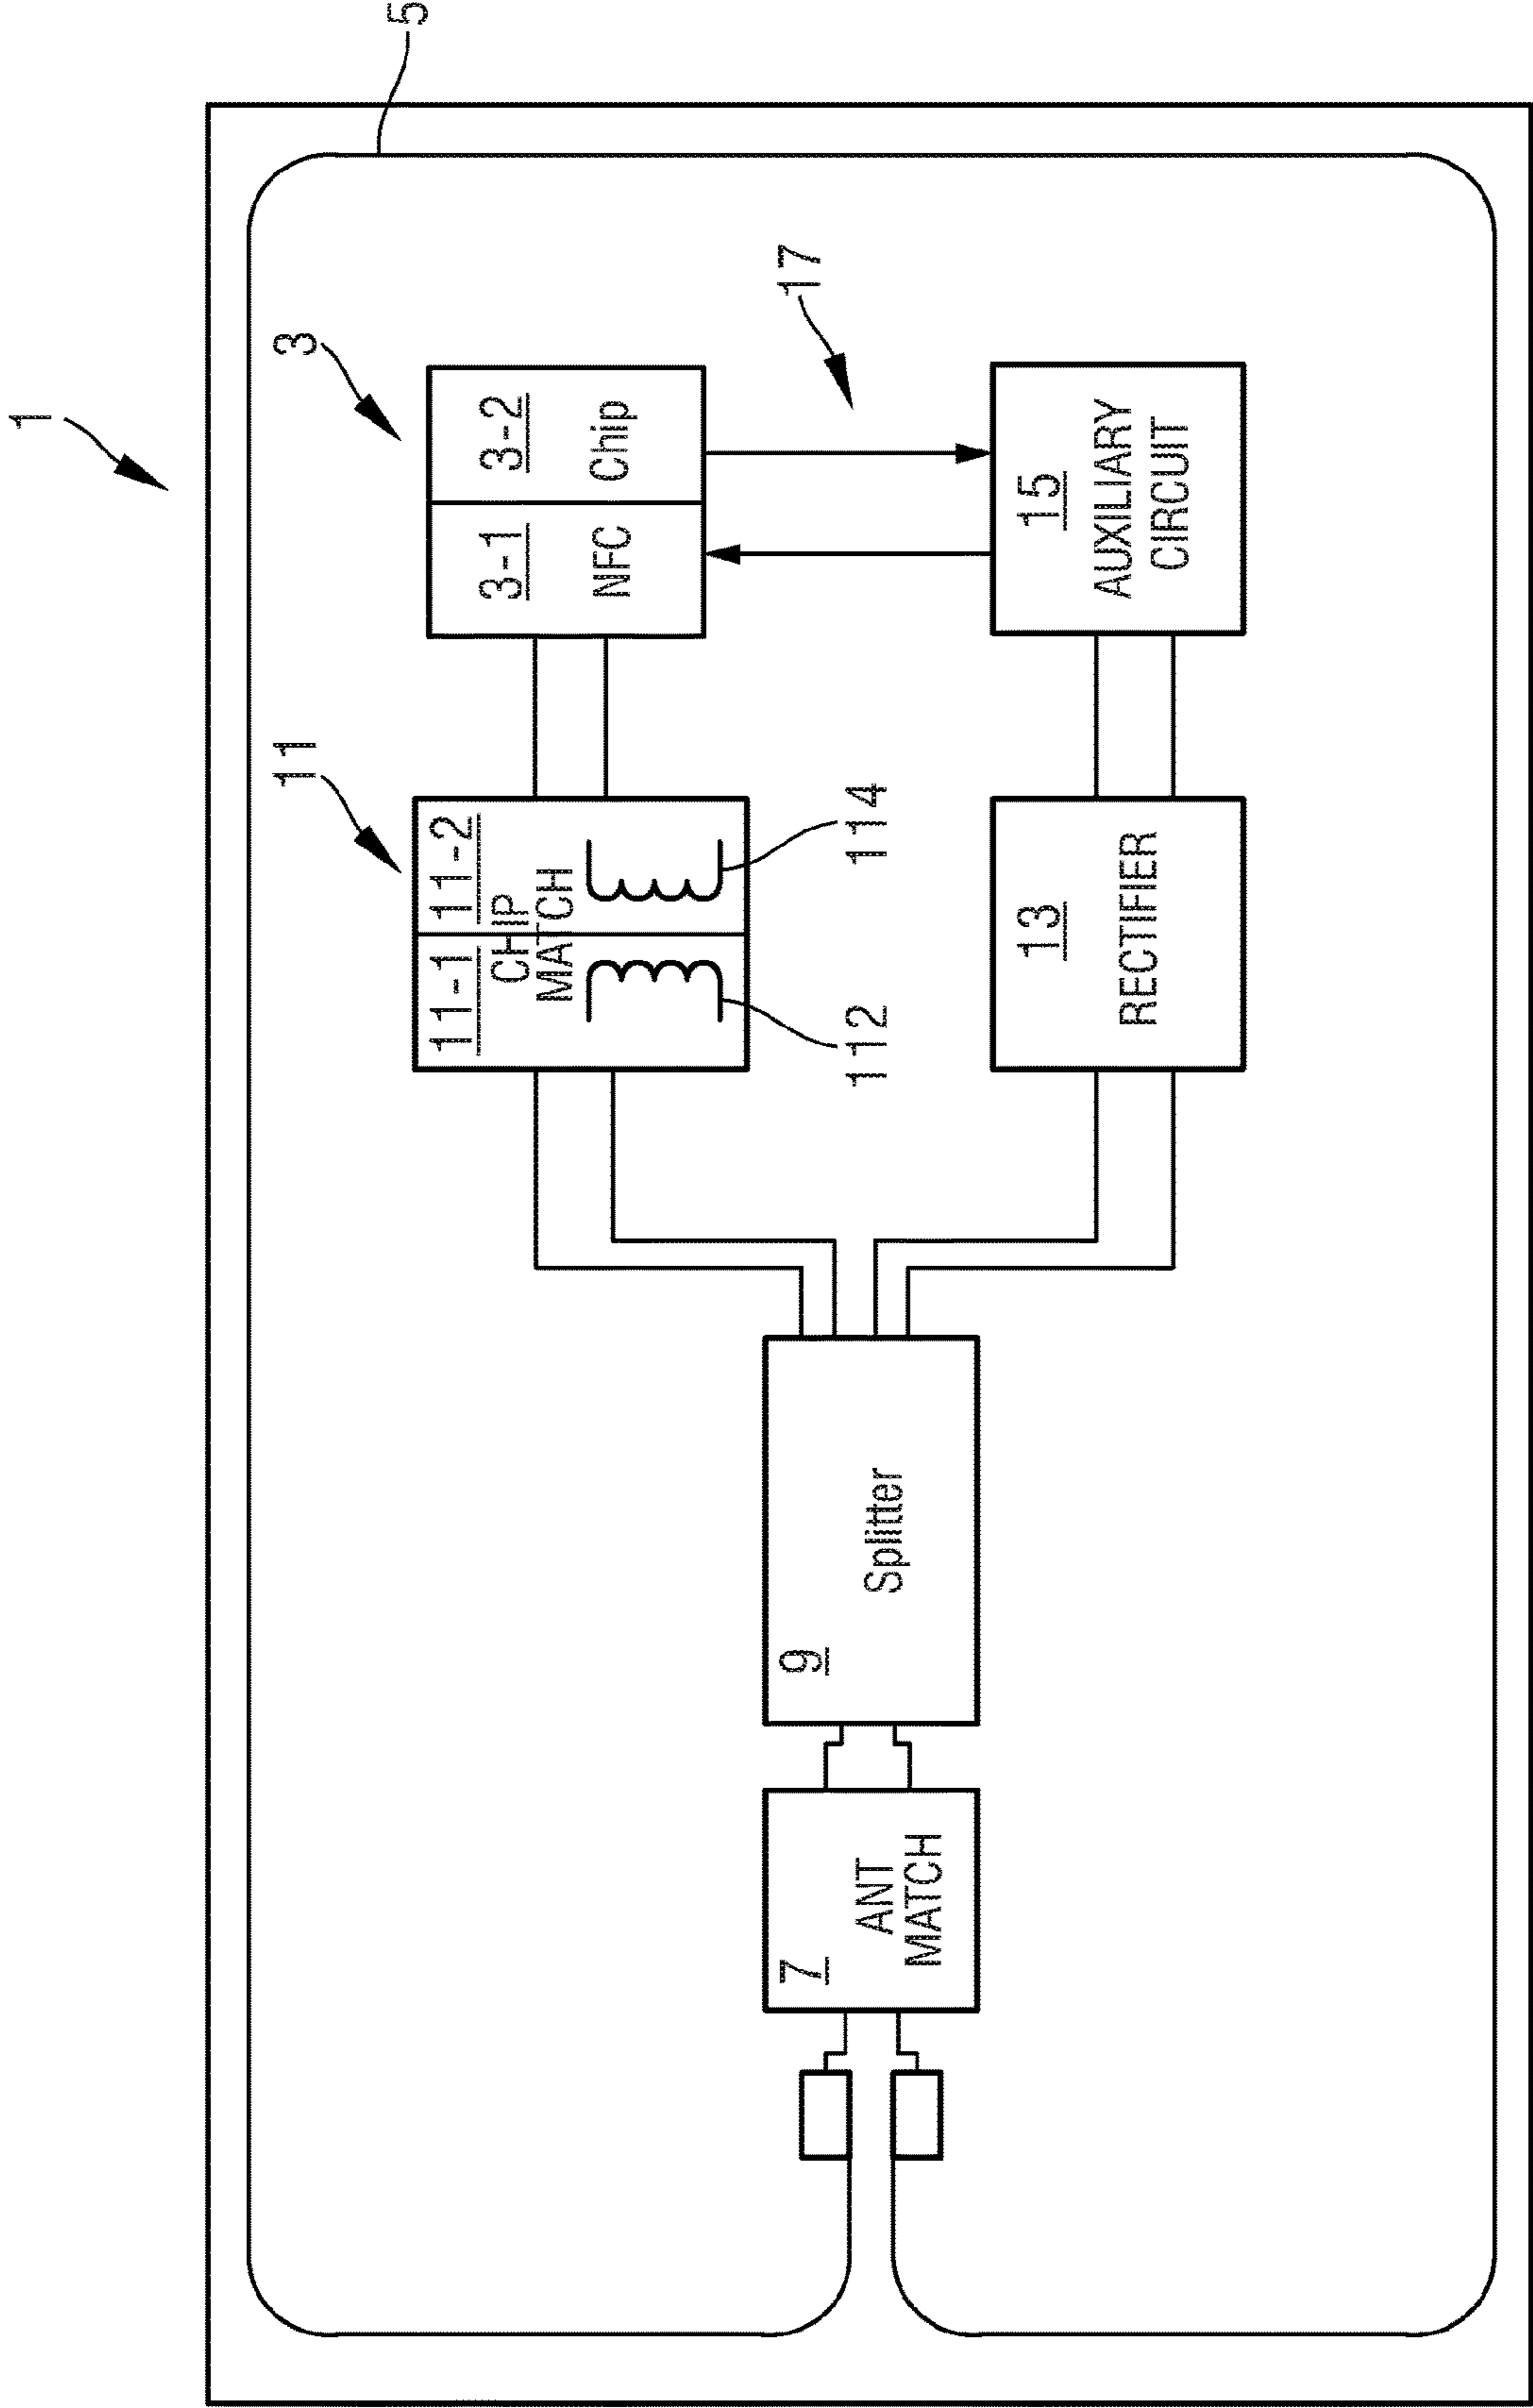 1
5
3
3-1
3-2
NFC
Chip
17
11
11-1
11-2
CHIP
MATCH
112
114
15
AUXILIARY
CIRCUIT
13
RECTIFIER
9
Splitter
7
ANT
MATCH